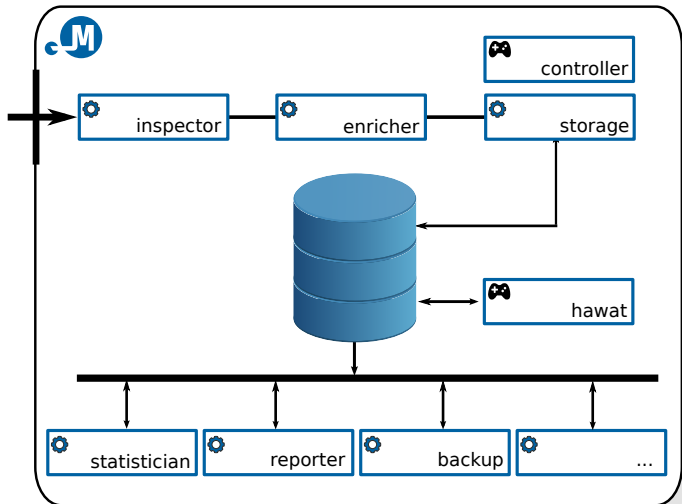 M
controller
inspector
enricher
storage
hawat
statistician
reporter
backup
...